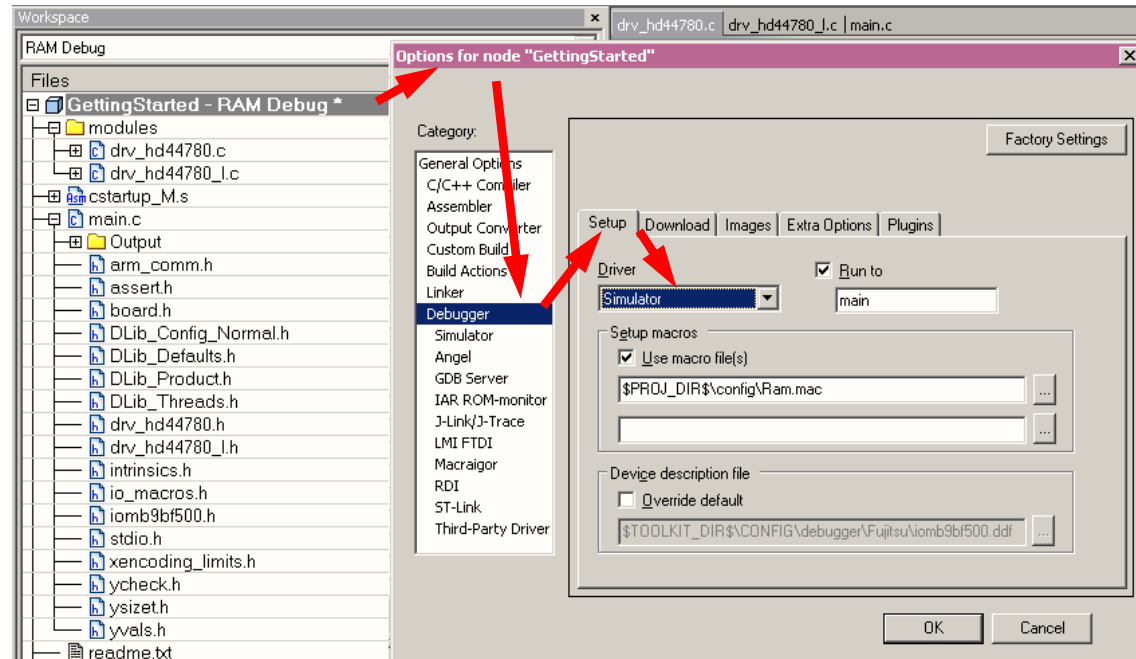 Workspace
drv_hd44780.c drv_hd44780_l.c main.c
RAM Debug
Options for node "GettingStarted"
Files
GettingStarted - RAM Debug *
modules
drv_hd44780.c
drv_hd44780_l.c
cstartup_M.s
main.c
Output
arm_comm.h
assert.h
board.h
DLib_Config_Normal.h
DLib_Defaults.h
DLib_Product.h
DLib_Threads.h
drv_hd44780.h
drv_hd44780_l.h
intrinsics.h
io_macros.h
iomb9bf500.h
stdio.h
xencoding_limits.h
ycheck.h
ysizet.h
yvals.h
readme.txt
Category:
General Options
C/C++ Compiler
Assembler
Output Converter
Custom Build
Build Actions
Linker
Debugger
Simulator
Angel
GDB Server
IAR ROM-monitor
J-Link/J-Trace
LMI FTDI
Macraigor
RDI
ST-Link
Third-Party Driver
Factory Settings
Setup Download Images Extra Options Plugins
Driver
Run to
Simulator
main
Setup macros
Use macro file(s)
$PROJ_DIR$\config\Ram.mac
...
...
Device description file
Override default
$TOOLKIT_DIR$\CONFIG\debugger\Fujitsu\iomb9bf500.ddf
...
OK Cancel